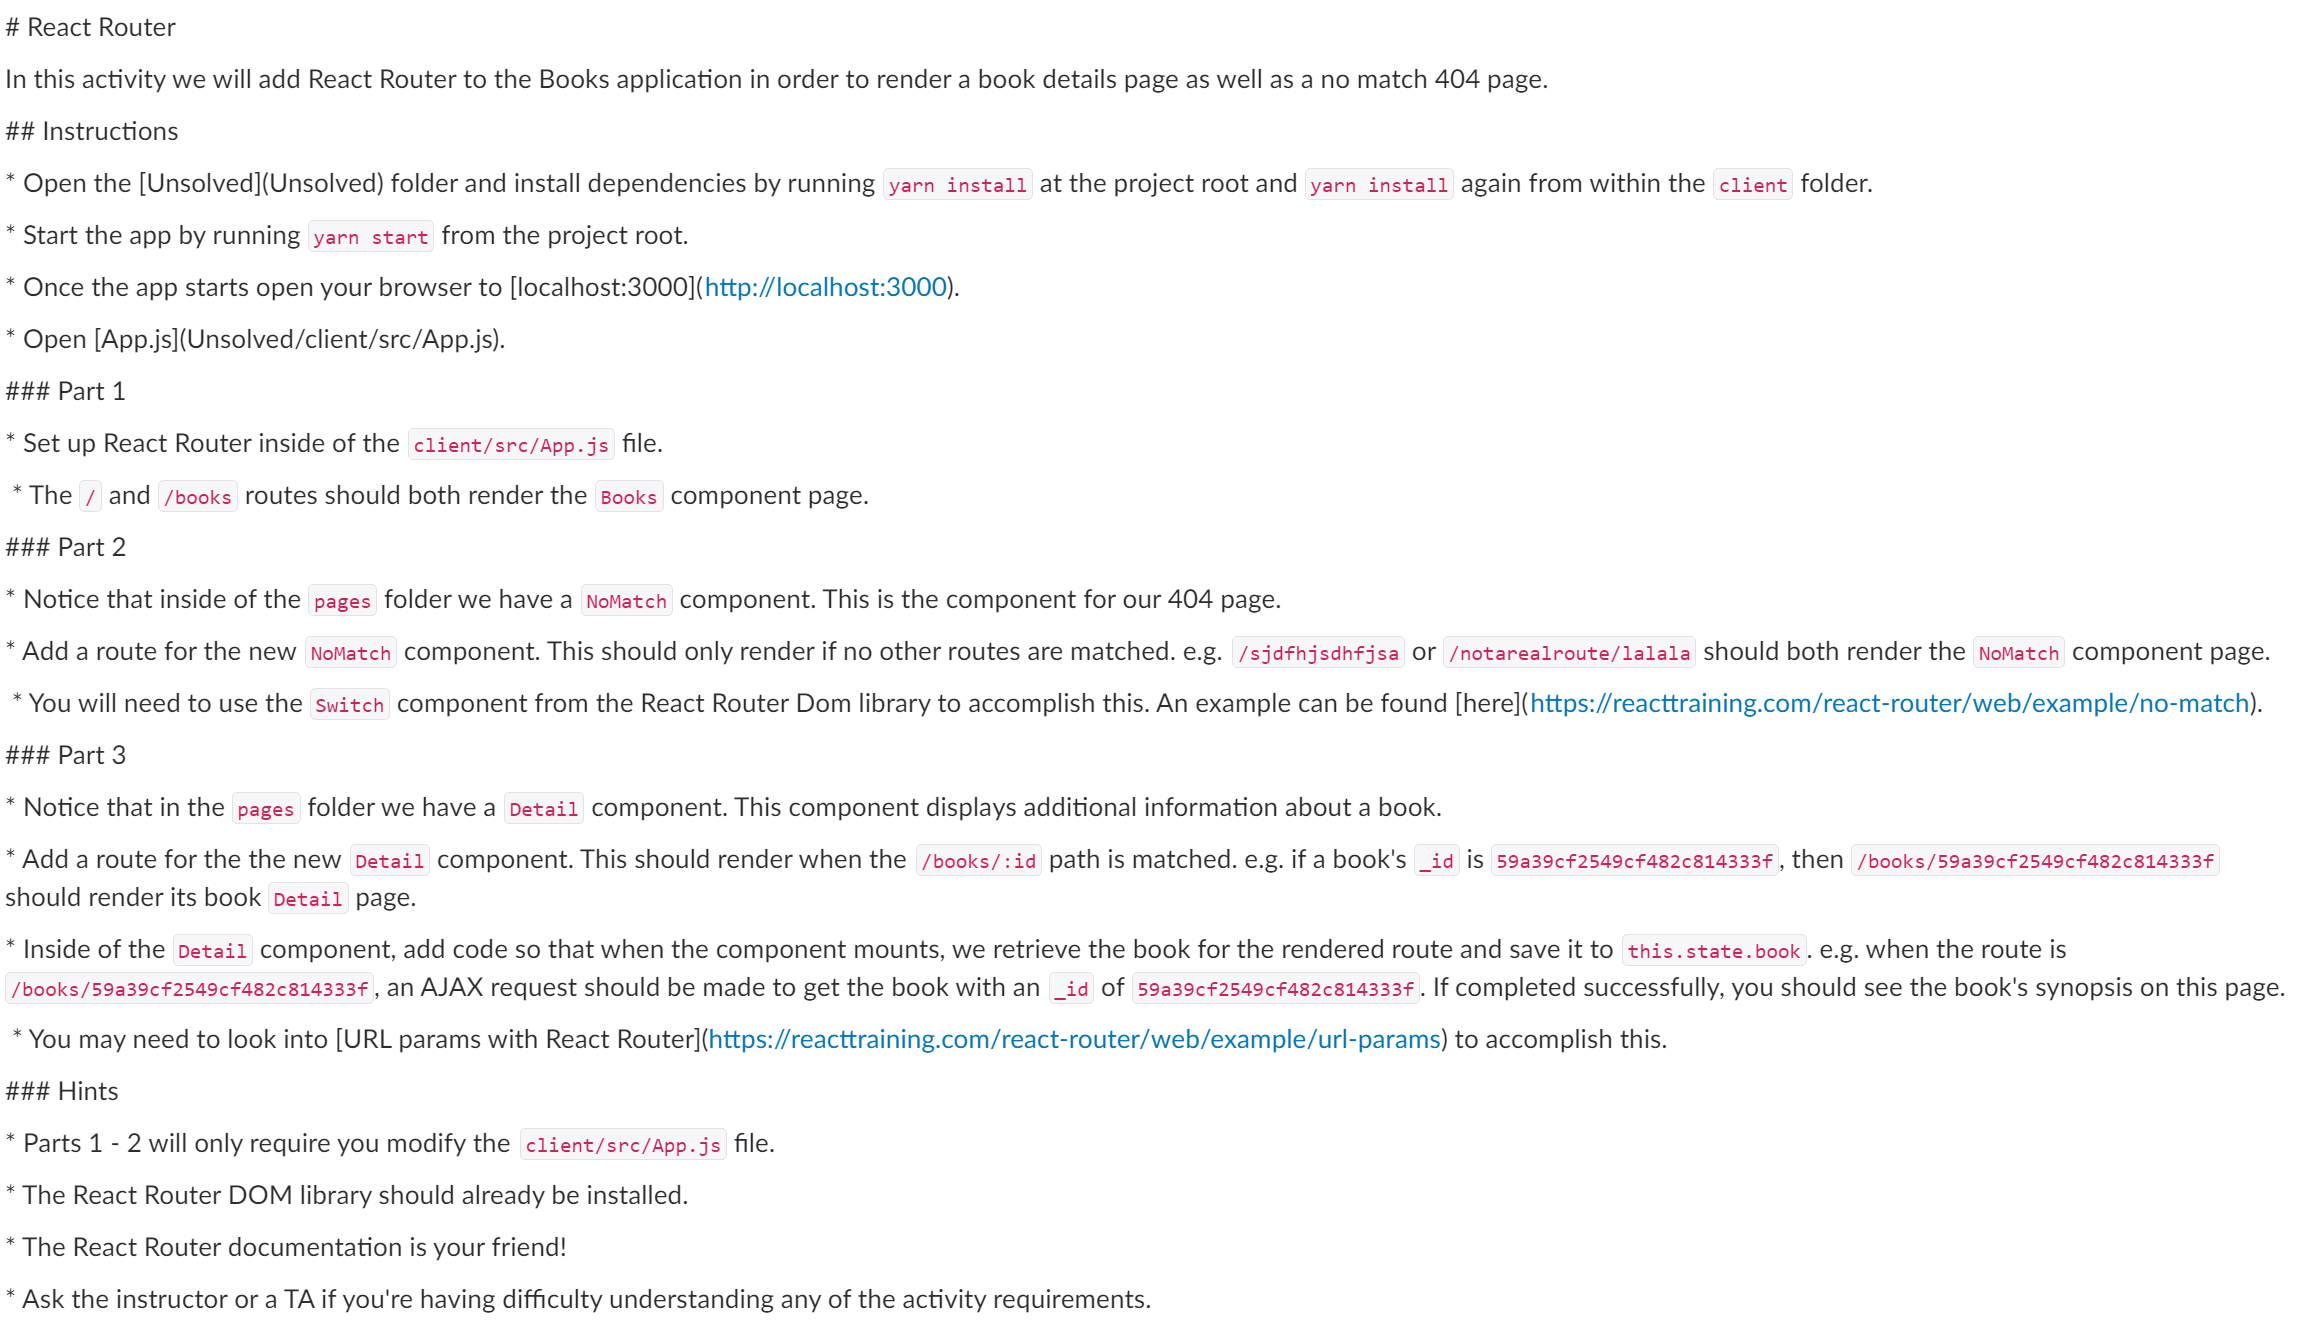 # React Router
In this activity we will add React Router to the Books application in order to render a book details page as well as a no match 404 page.
## Instructions
* Open the [Unsolved](Unsolved) folder and install dependencies by running yarn install at the project root and yarn install again from within the client folder.
* Start the app by running yarn start from the project root.
* Once the app starts open your browser to [localhost:3000](http://localhost:3000).
* Open [App.js](Unsolved/client/src/App.js).
### Part 1
* Set up React Router inside of the client/src/App.js file.
* The / and /books routes should both render the Books component page.
### Part 2
* Notice that inside of the pages folder we have a NoMatch component. This is the component for our 404 page.
* Add a route for the new NoMatch component. This should only render if no other routes are matched. e.g. /sjdfhjsdhfjsa or /notarealroute/lalala should both render the NoMatch component page.
* You will need to use the Switch component from the React Router Dom library to accomplish this. An example can be found [here](https://reacttraining.com/react-router/web/example/no-match).
### Part 3
* Notice that in the pages folder we have a Detail component. This component displays additional information about a book.
* Add a route for the the new Detail component. This should render when the /books/:id path is matched. e.g. if a book's _id is 59a39cf2549cf482c814333f, then /books/59a39cf2549cf482c814333f
should render its book Detail page.
* Inside of the Detail component, add code so that when the component mounts, we retrieve the book for the rendered route and save it to this.state.book. e.g. when the route is
/books/59a39cf2549cf482c814333f, an AJAX request should be made to get the book with an _id of 59a39cf2549cf482c814333f. If completed successfully, you should see the book's synopsis on this page.
* You may need to look into [URL params with React Router](https://reacttraining.com/react-router/web/example/url-params) to accomplish this.
### Hints
* Parts 1 - 2 will only require you modify the client/src/App.js file.
* The React Router DOM library should already be installed.
* The React Router documentation is your friend!
* Ask the instructor or a TA if you're having difficulty understanding any of the activity requirements.